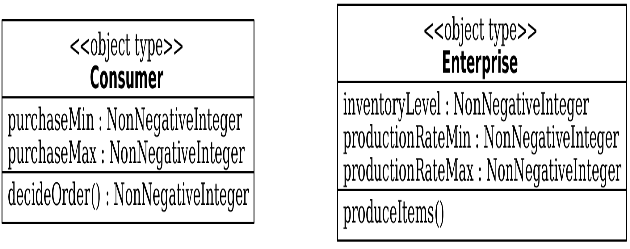 <<object type>>
Consumer
purchaseMin : NonNegativeInteger
purchaseMax : NonNegativeInteger
decideOrder() : NonNegativeInteger
<<object type>>
Enterprise
inventoryLevel : NonNegativeInteger
productionRateMin : NonNegativeInteger
productionRateMax : NonNegativeInteger
produceItems()